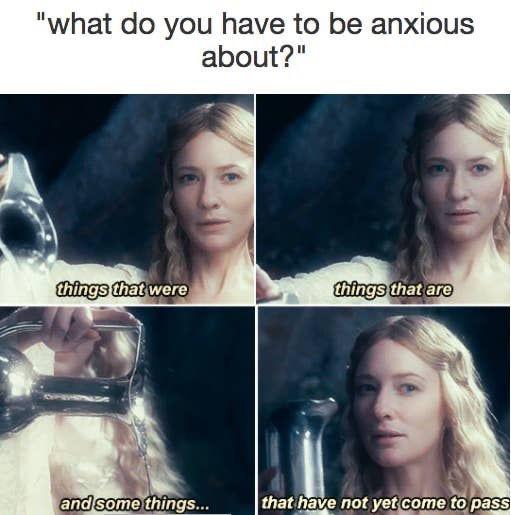 "what do you have to be anxious
about?"
things that were
things that are
and some things...
that have not yet come to pass